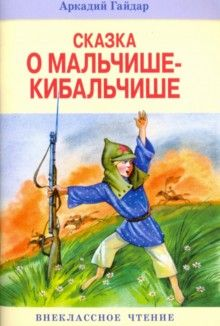 Аркадий Гайдар
СКАЗКА
О МАЛЬЧИШЕ-
КИБАЛЬЧИШЕ
ВНЕКЛАССНОЕ ЧТЕНИЕ